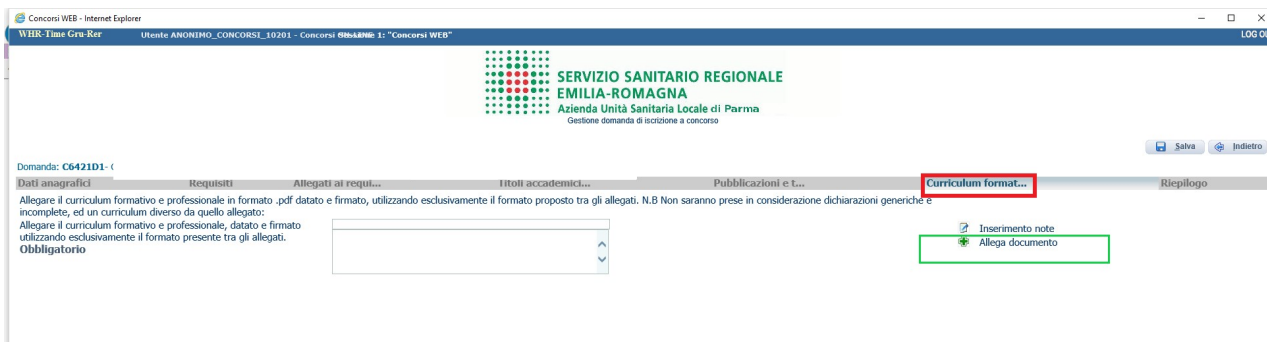 Concorsi WEB - Internet Explorer
WHR-Time Gru-Rer Utente ANONIMO_CONCORSI_10201 - Concorsi 1: "Concorsi WEB" LOG OU
SERVIZIO SANITARIO REGIONALE
EMILIA-ROMAGNA
Azienda Unità Sanitaria Locale di Parma
Gestione domanda di iscrizione a concorso
Salva Indietro
Domanda: C6421D1- (
Dati anagrafici Requisiti Allegati ai requi... Titoli accademici... Pubblicazioni e t... Curriculum format... Riepilogo
Allegare il curriculum formativo e professionale in formato .pdf datato e firmato, utilizzando esclusivamente il formato proposto tra gli allegati. N.B Non saranno prese in considerazione dichiarazioni generiche e
incomplete, ed un curriculum diverso da quello allegato:
Allegare il curriculum formativo e professionale, datato e firmato
utilizzando esclusivamente il formato presente tra gli allegati.
Obbligatorio
Inserimento note
Allega documento